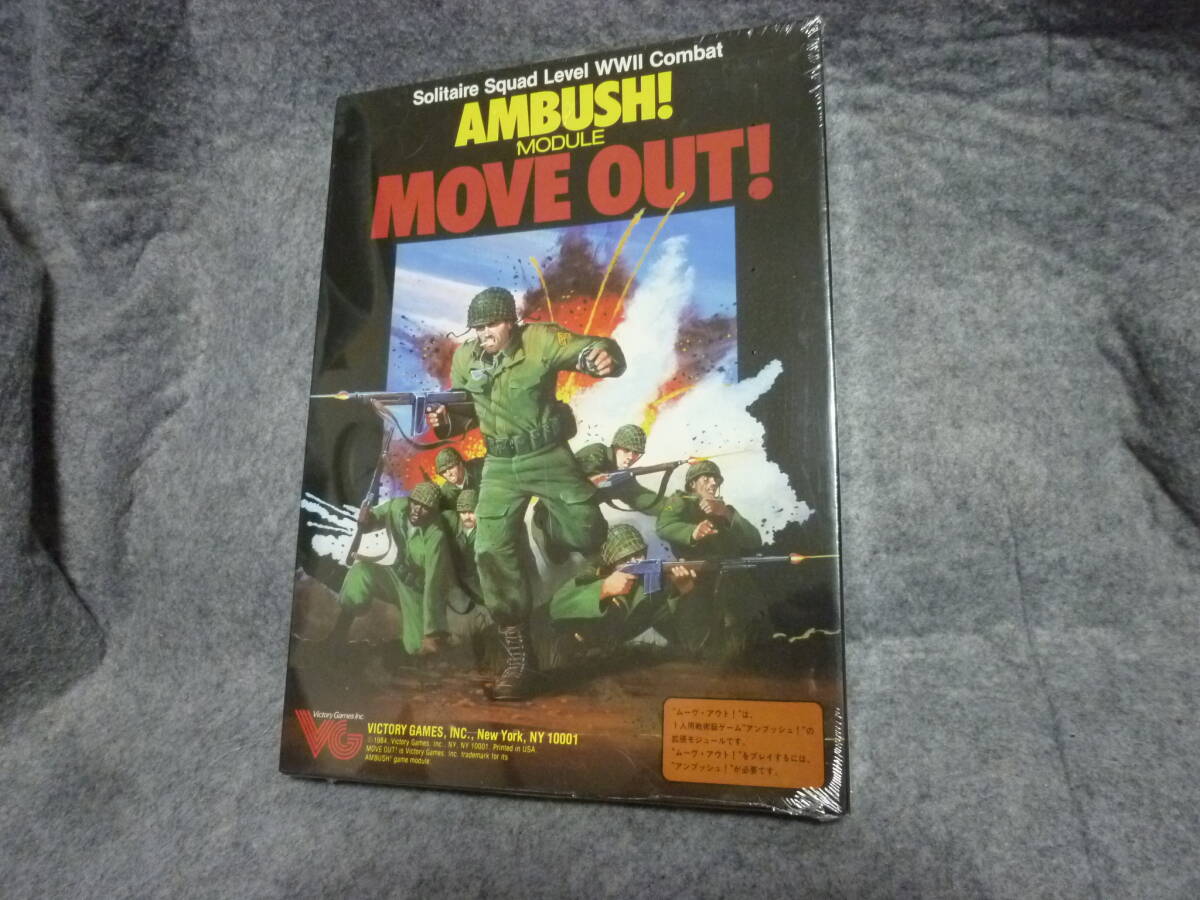 Solitaire Squad Level WWII Combat
AMBUSH!
MODULE
MOVE OUT!
Victory Games Inc.
VG
VICTORY GAMES, INC., New York, NY 10001
© 1984, Victory Games, Inc., NY, NY 10001. Printed in USA.
MOVE OUT! is Victory Games, Inc. trademark for its
AMBUSH! game module.
"ムーヴ・アウト！"は、
1人用戦術級ゲーム"アンブッシュ！"の
拡張モジュールです。
"ムーヴ・アウト！"をプレイするには、
"アンブッシュ！"が必要です。